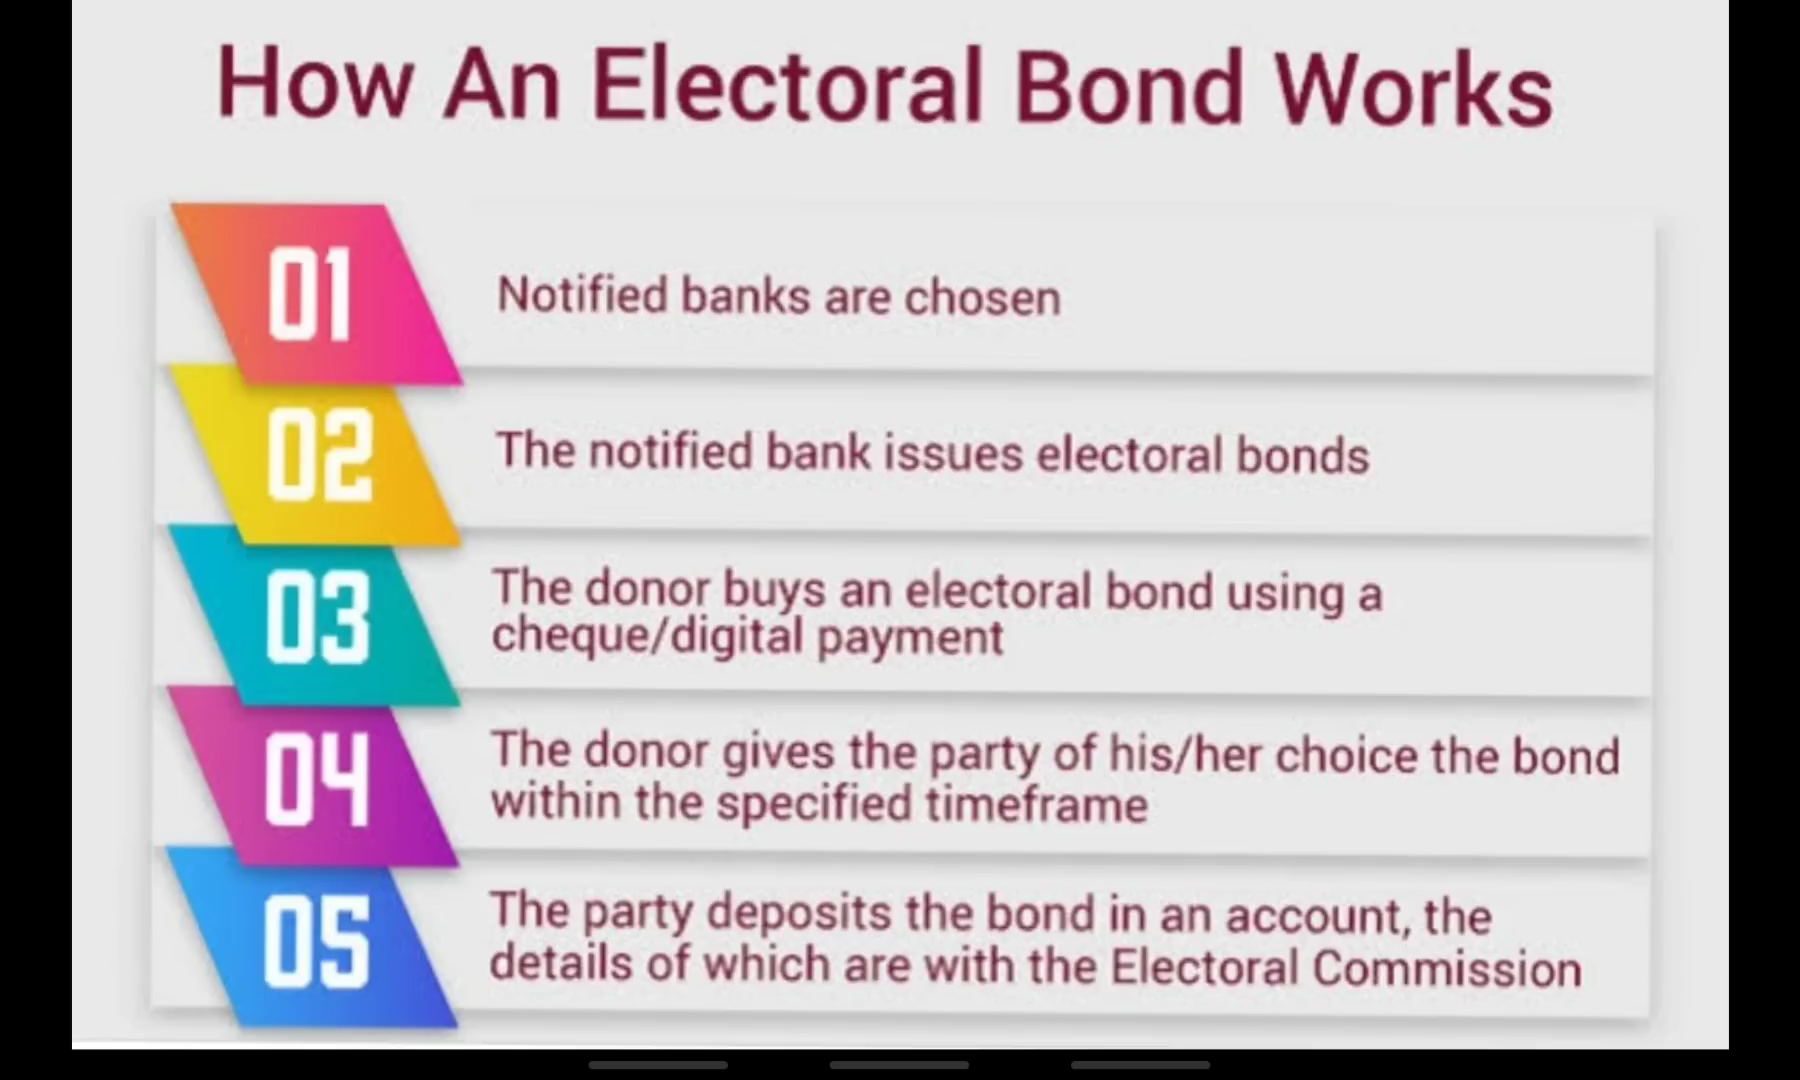 How An Electoral Bond Works
01
Notified banks are chosen
02
The notified bank issues electoral bonds
03
The donor buys an electoral bond using a
cheque/digital payment
04
The donor gives the party of his/her choice the bond
within the specified timeframe
05
The party deposits the bond in an account, the
details of which are with the Electoral Commission